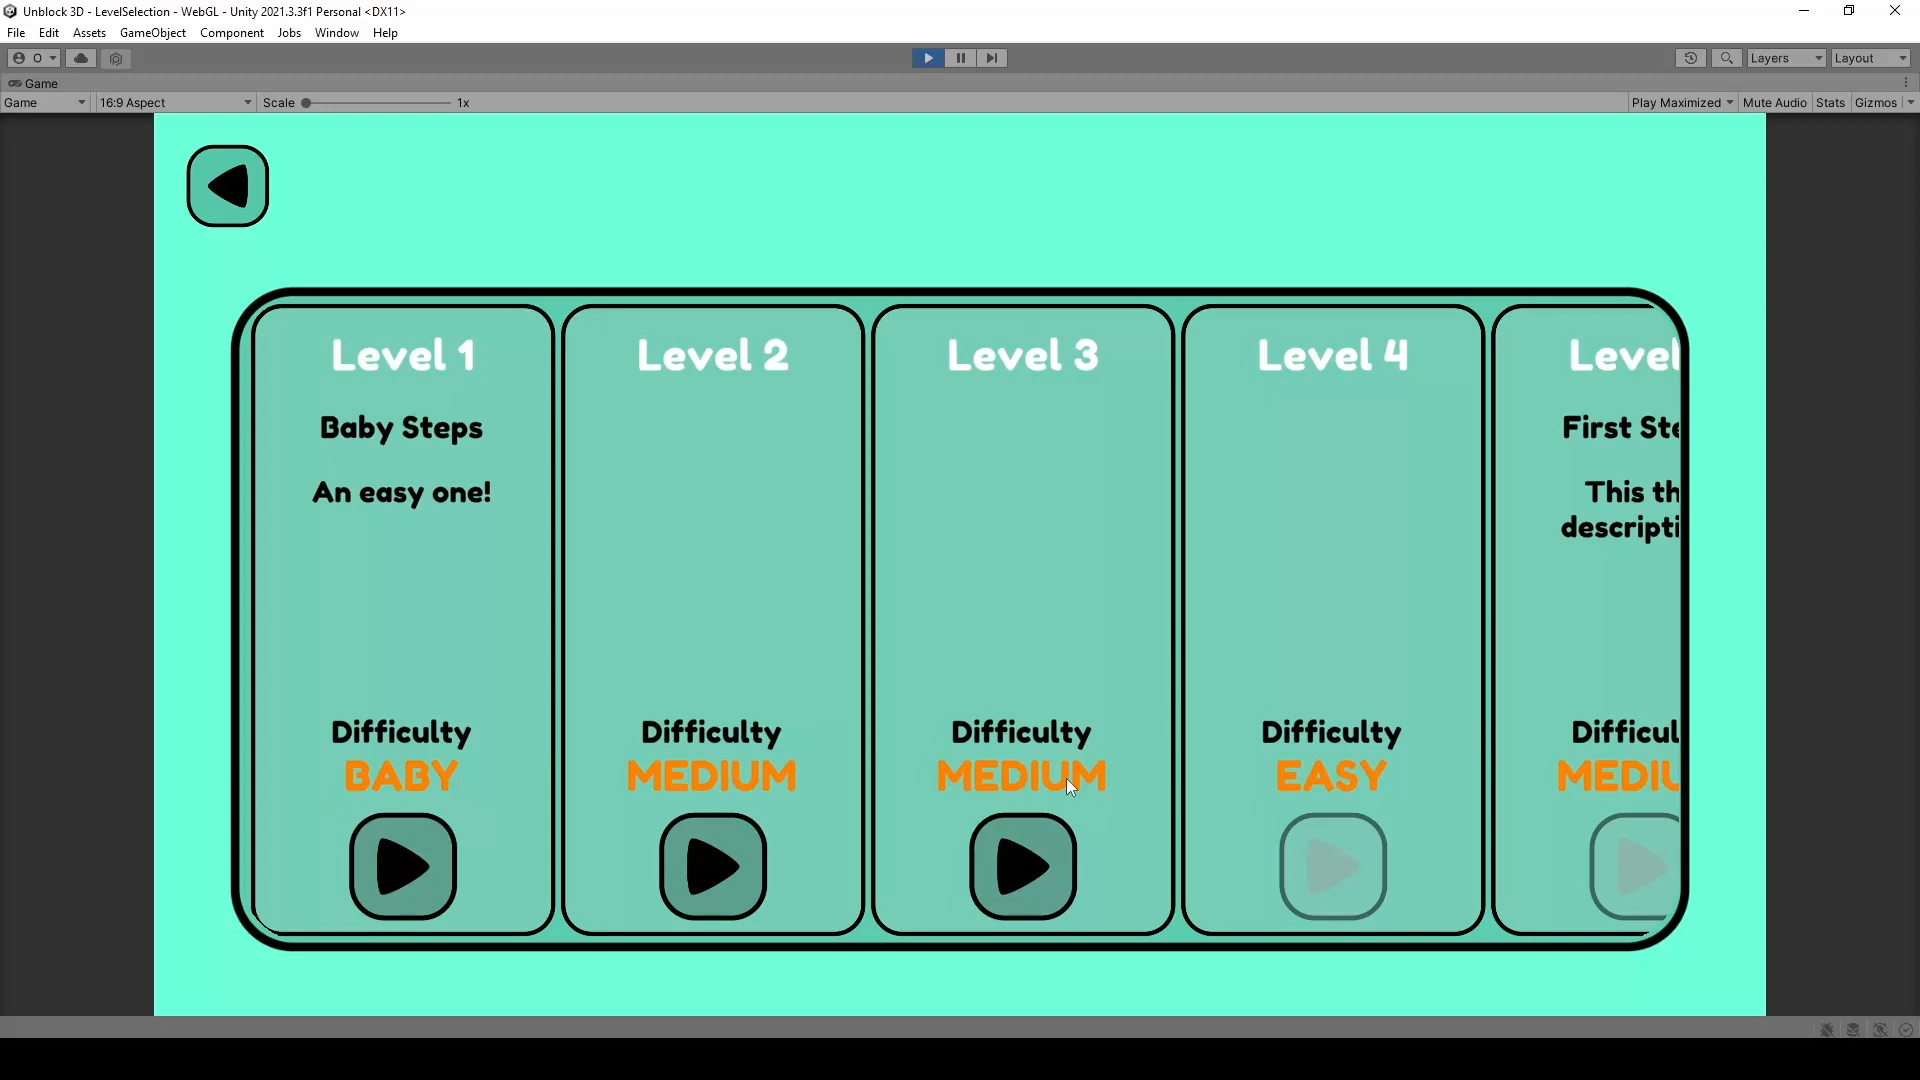 Unblock 3D - LevelSelection - WebGL - Unity 2021.3.3f1 Personal <DX11>
File Edit Assets GameObject Component Jobs Window Help
O Layers Layout
Game
Game 16:9 Aspect Scale 1x Play Maximized Mute Audio Stats Gizmos
Level 1 Level 2 Level 3 Level 4 Level
Baby Steps First Ste
An easy one! This th
descripti
Difficulty Difficulty Difficulty Difficulty Difficul
BABY MEDIUM MEDIUM EASY MEDIU